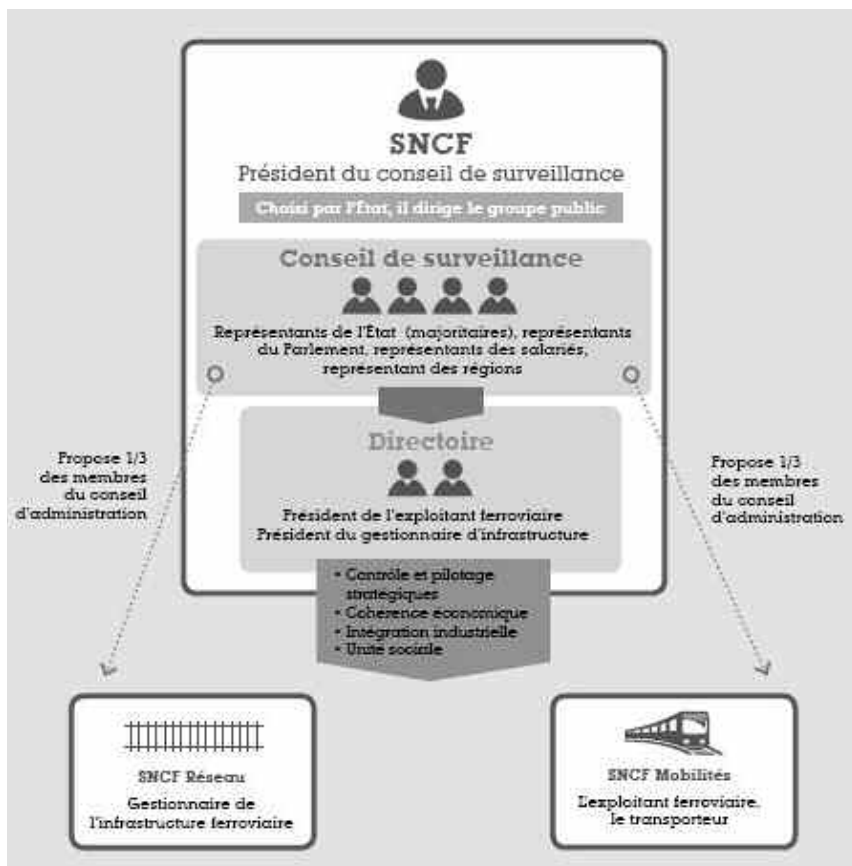 SNCF
Président du conseil de surveillance
Choisi par l'État, il dirige le groupe public
Conseil de surveillance
Représentants de l'État (majoritaires), représentants
du Parlement, représentants des salariés,
représentant des régions
Directoire
Président de l'exploitant ferroviaire
Président du gestionnaire d'infrastructure
Propose 1/3
des membres
du conseil
d'administration
Propose 1/3
des membres
du conseil
d'administration
• Contrôle et pilotage
stratégiques
• Cohérence économique
• Intégration industrielle
• Unité sociale
SNCF Réseau
Gestionnaire de
l'infrastructure ferroviaire
SNCF Mobilités
L'exploitant ferroviaire,
le transporteur